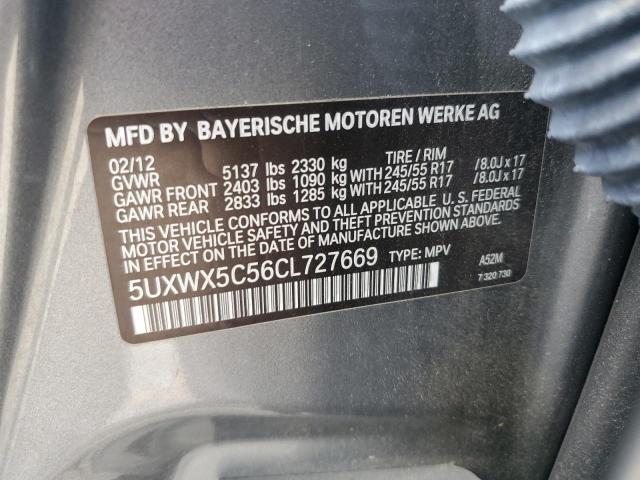 MFD BY BAYERISCHE MOTOREN WERKE AG
02/12
GVWR 5137 lbs 2330 kg TIRE / RIM
GAWR FRONT 2403 lbs 1090 kg WITH 245/55 R17 /8.0J x 17
GAWR REAR 2833 lbs 1285 kg WITH 245/55 R17 /8.0J x 17
THIS VEHICLE CONFORMS TO ALL APPLICABLE U. S. FEDERAL
MOTOR VEHICLE SAFETY AND THEFT PREVENTION STANDARDS
IN EFFECT ON THE DATE OF MANUFACTURE SHOWN ABOVE.
5UXWX5C56CL727669 TYPE: MPV A52M
7 320 730